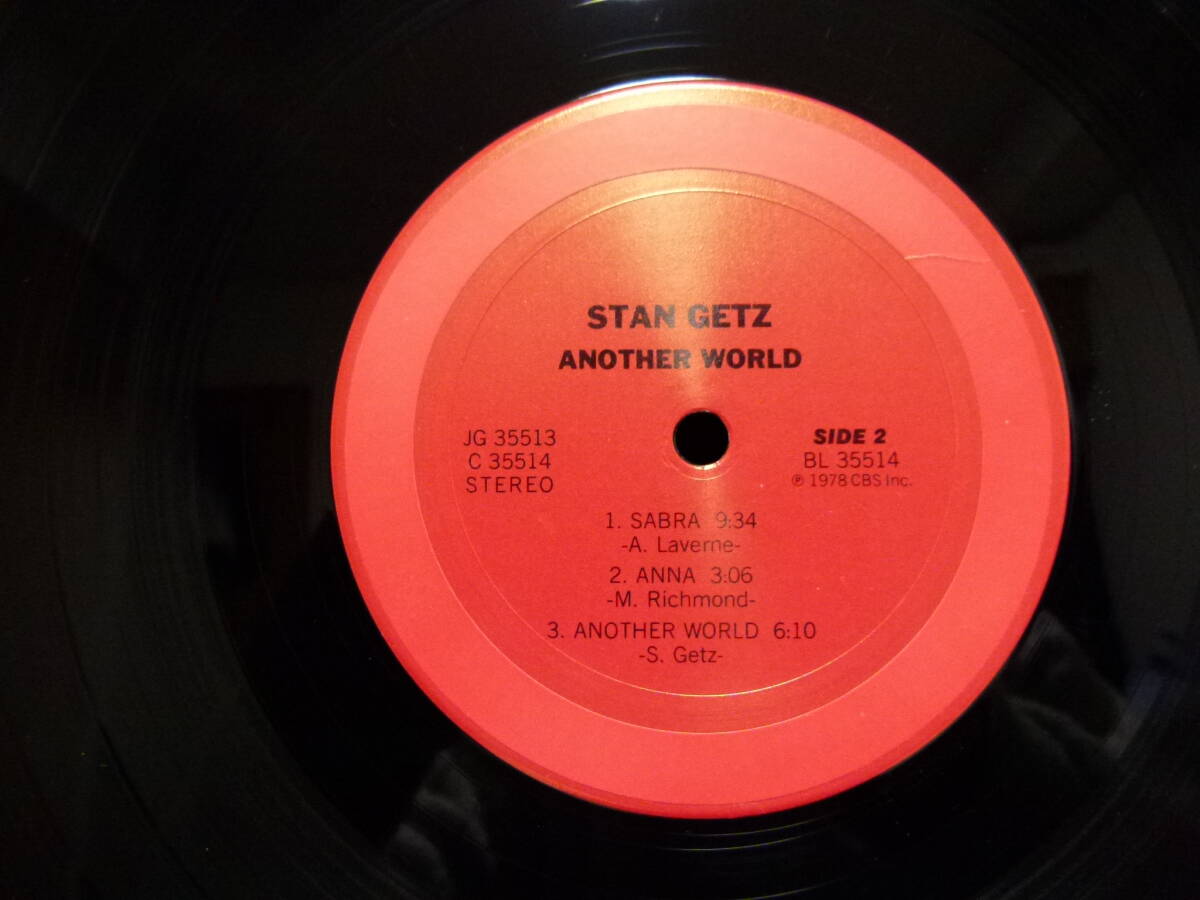 STAN GETZ
ANOTHER WORLD
JG 35513
C 35514
STEREO
SIDE 2
BL 35514
℗ 1978 CBS Inc.
1. SABRA 9:34
-A. Laverne-
2. ANNA 3:06
-M. Richmond-
3. ANOTHER WORLD 6:10
-S. Getz-